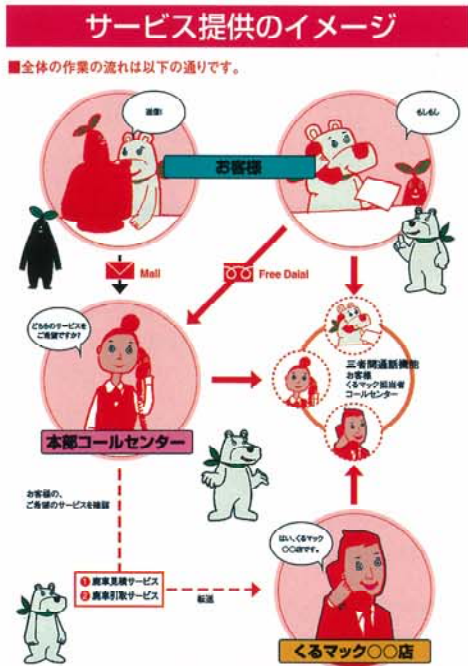 サービス提供のイメージ
■全体の作業の流れは以下の通りです。
送信!
もしもし
お客様
Mail
Free Daial
どちらのサービスを
ご希望ですか?
三者間通話機能
お客様
くるマック担当者
コールセンター
本部コールセンター
お客様の、
ご希望のサービスを確認
はい、くるマック
〇〇店です。
① 廃車見積サービス
② 廃車引取サービス
転送
くるマック〇〇店